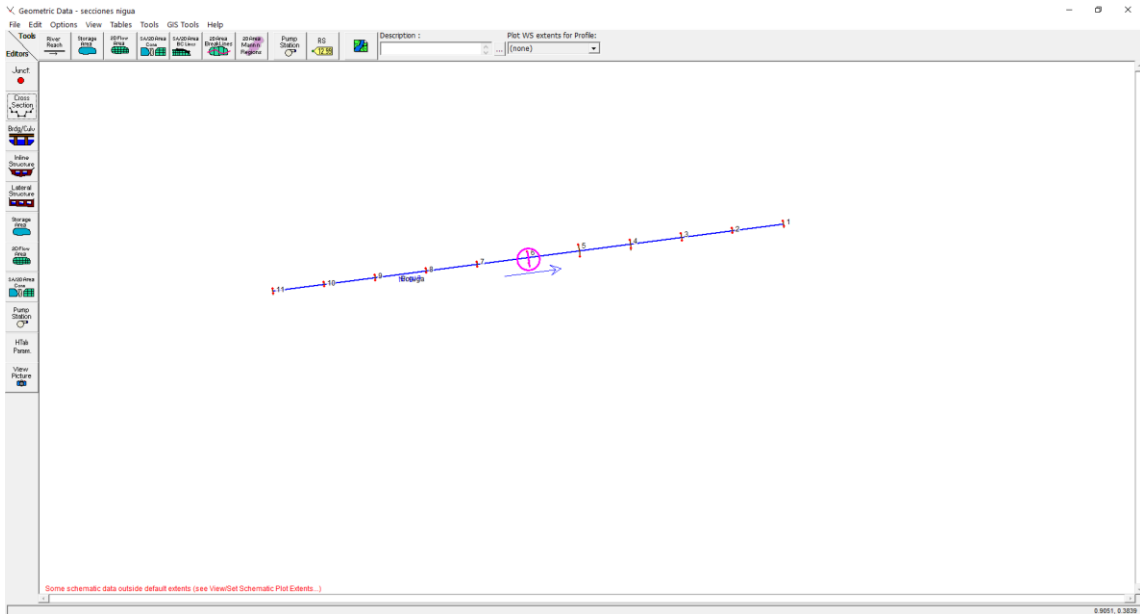 Geometric Data - secciones nigua
File Edit Options View Tables Tools GIS Tools Help
Tools
Editors
River
Reach
Storage
Area
2D Flow
Area
SA/2D Area
Conn
SA/2D Area
BC Lines
2D Area
BreakLines
2D Area
Mann n
Regions
Pump
Station
RS
Description :
...
Plot WS extents for Profile:
(none)
Junct.
Cross
Section
Brdg/Culv
Inline
Structure
Lateral
Structure
Storage
Area
2D Flow
Area
SA/2D Area
Conn
Pump
Station
HTab
Param.
View
Picture
1
2
3
4
5
6
7
8
9
10
11
Some schematic data outside default extents (see View/Set Schematic Plot Extents...)
0.9051, 0.3839